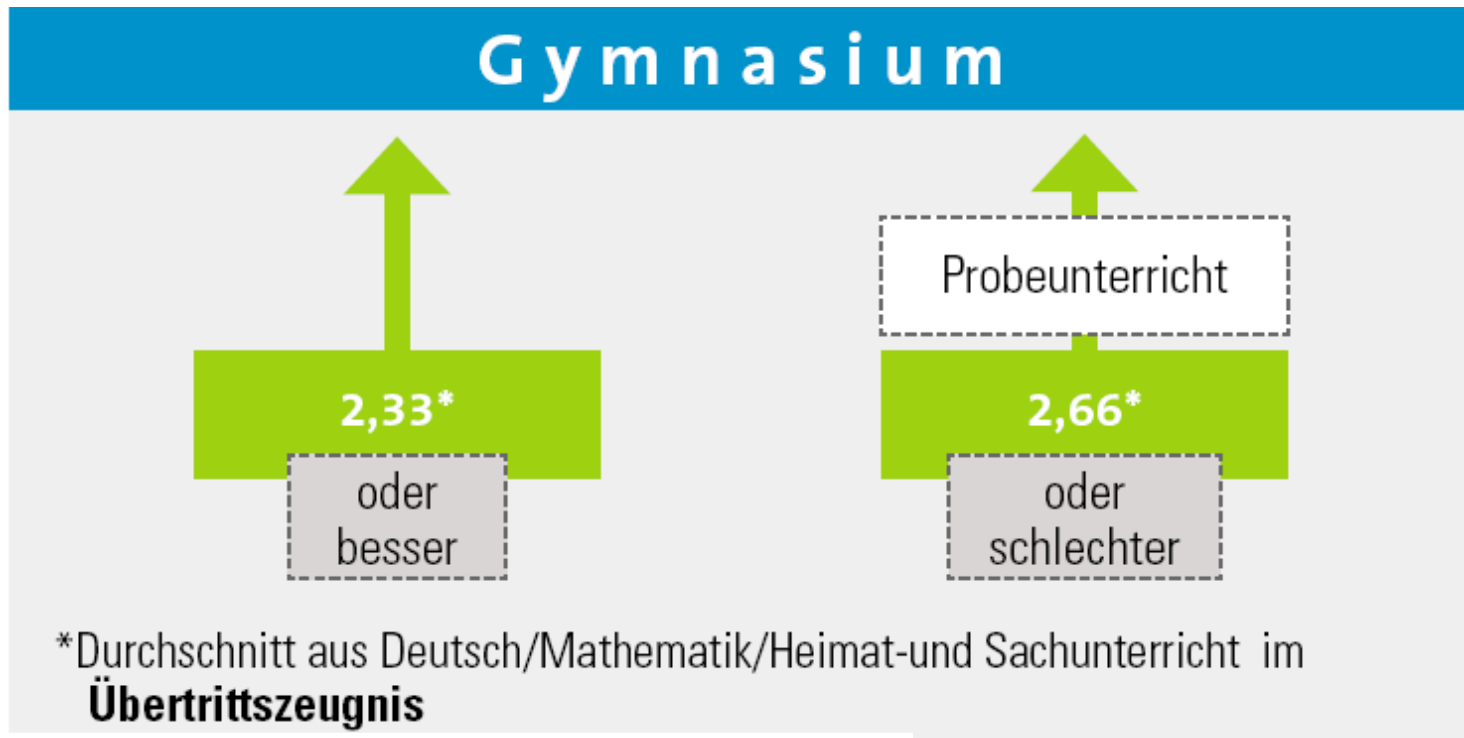 Gymnasium
Probeunterricht
2,33*
2,66*
oder
besser
oder
schlechter
*Durchschnitt aus Deutsch/Mathematik/Heimat-und Sachunterricht im
Übertrittszeugnis